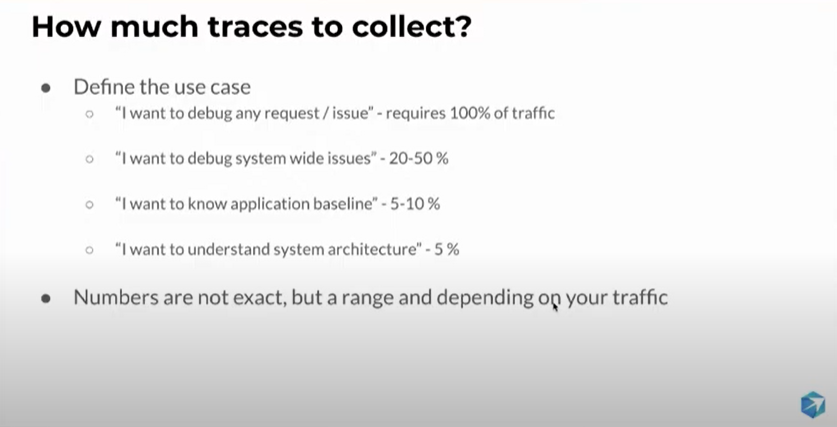 How much traces to collect?
● Define the use case
○ "I want to debug any request / issue" - requires 100% of traffic
○ "I want to debug system wide issues" - 20-50 %
○ "I want to know application baseline" - 5-10 %
○ "I want to understand system architecture" - 5 %
● Numbers are not exact, but a range and depending on your traffic